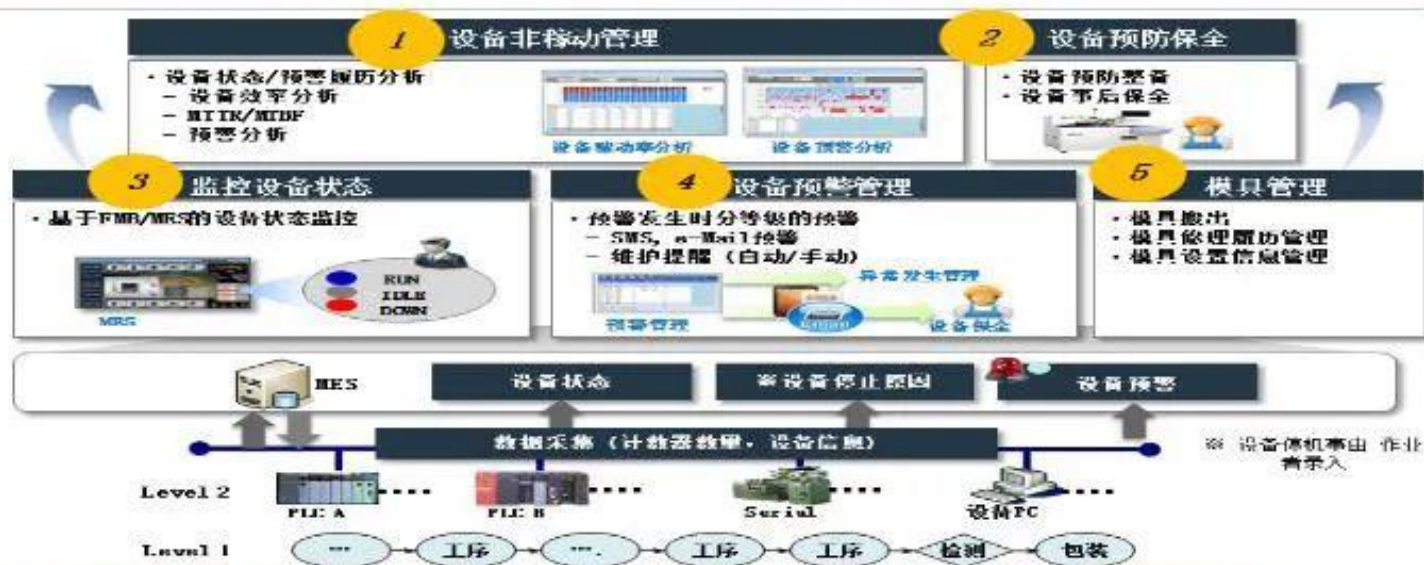 1 设备非稼动管理
· 设备状态/预警履历分析
– 设备效率分析
– MTTR/MTBF
– 预警分析
设备稼动率分析
设备预警分析
2 设备预防保全
· 设备预防整备
· 设备事后保全
3 监控设备状态
· 基于FMB/MRS的设备状态监控
RUN
IDLE
DOWN
MRS
4 设备预警管理
· 预警发生时分等级的预警
– SMS, e-Mail预警
– 维护提醒 (自动/手动)
异常发生管理
预警管理
设备保全
5 模具管理
· 模具搬出
· 模具修理履历管理
· 模具设置信息管理
MES
设备状态
※设备停止原因
设备预警
数据采集 (计数器数量, 设备信息)
※ 设备停机事由 作业
者录入
Level 2
PLC A
PLC B
Serial
设备PC
Level 1
...
工序
....
工序
工序
检测
包装